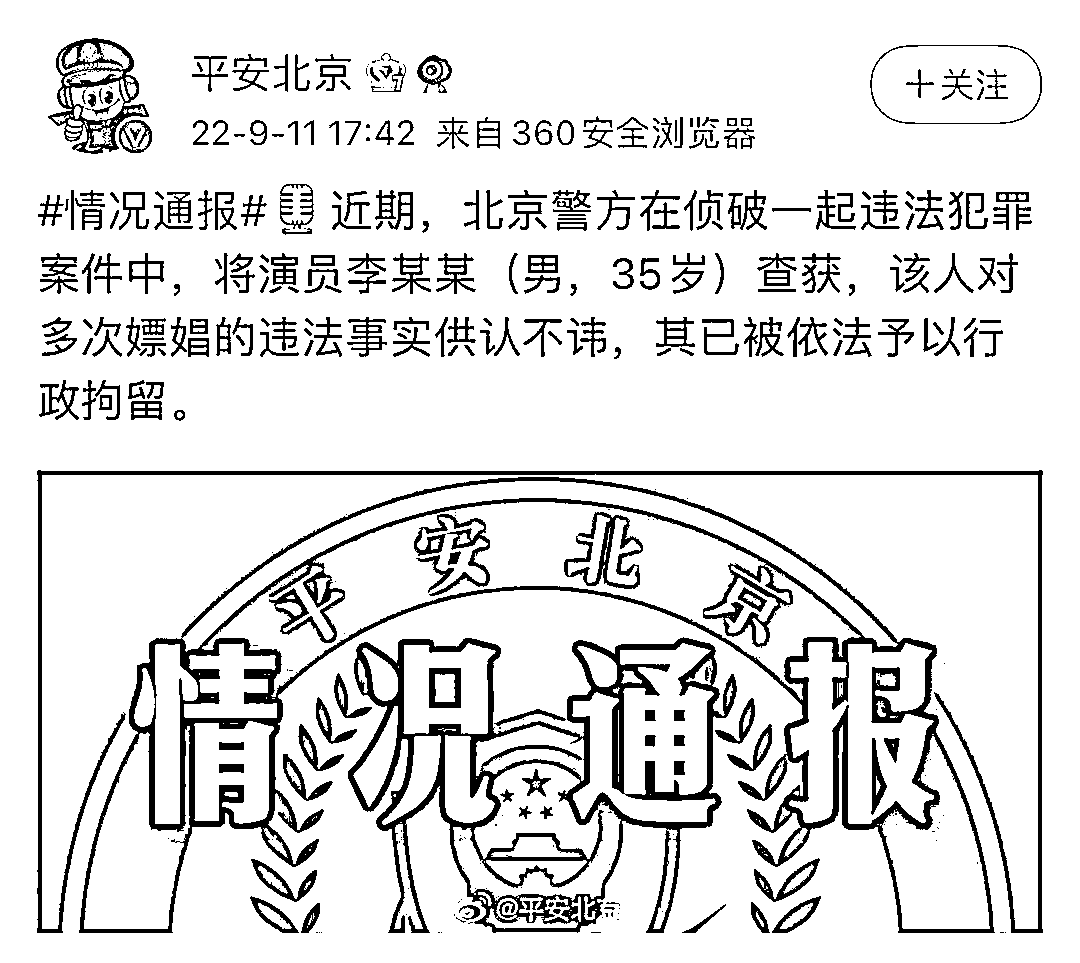 平安北京
+关注
22-9-11 17:42 来自360安全浏览器
#情况通报# 近期，北京警方在侦破一起违法犯罪
案件中，将演员李某某（男，35岁）查获，该人对
多次嫖娼的违法事实供认不讳，其已被依法予以行
政拘留。
平安北京
情况通报
@平安北京